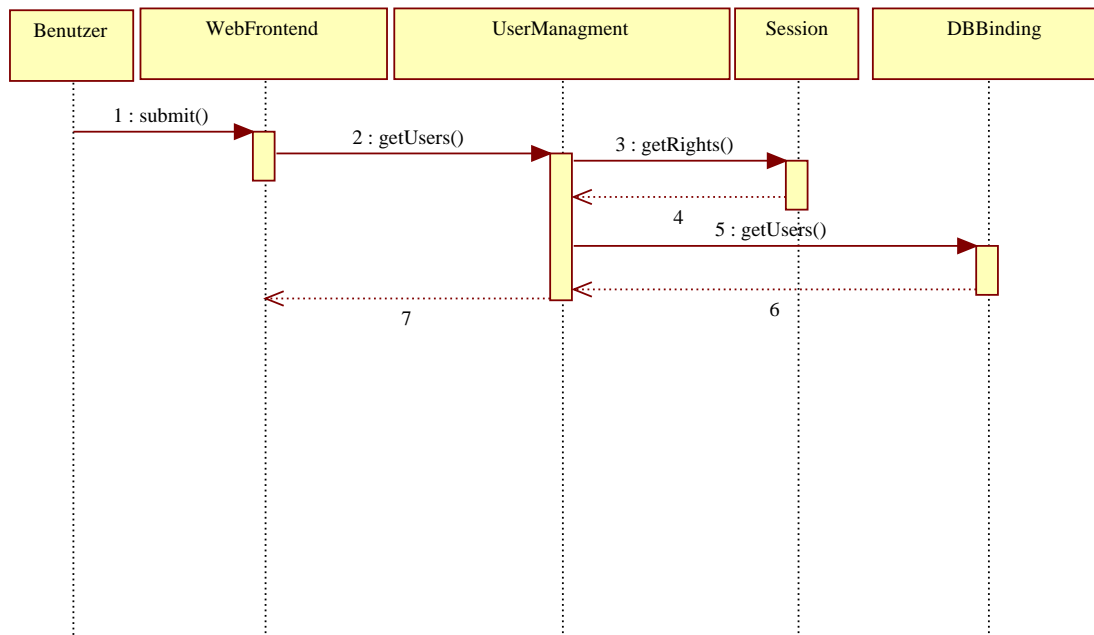 Benutzer
WebFrontend
UserManagment
Session
DBBinding
1 : submit()
2 : getUsers()
3 : getRights()
4
5 : getUsers()
6
7